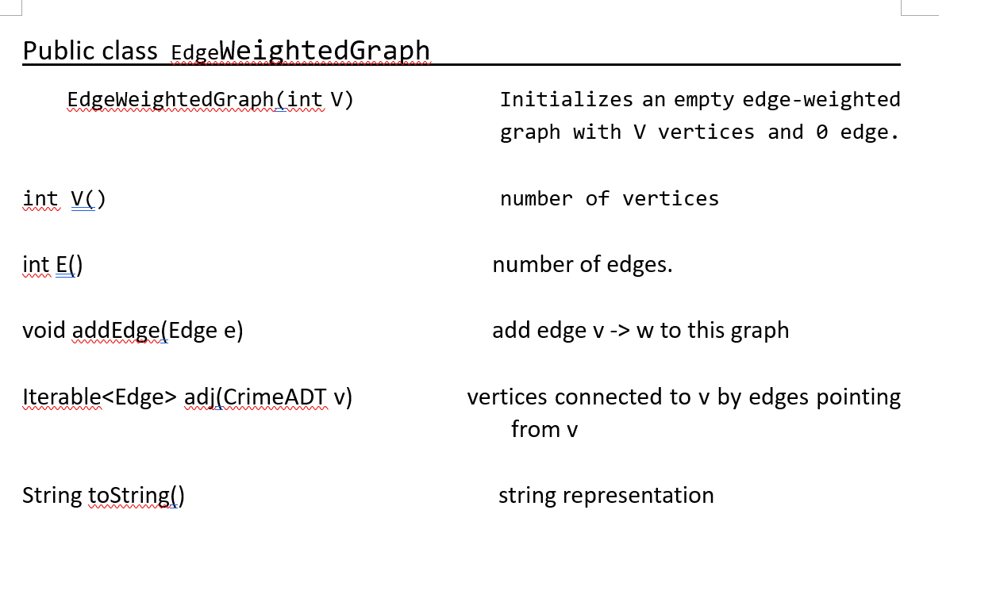 Public class EdgeWeightedGraph
EdgeWeightedGraph(int V) Initializes an empty edge-weighted
graph with V vertices and 0 edge.
int V() number of vertices
int E() number of edges.
void addEdge(Edge e) add edge v -> w to this graph
Iterable<Edge> adj(CrimeADT v) vertices connected to v by edges pointing
from v
String toString() string representation